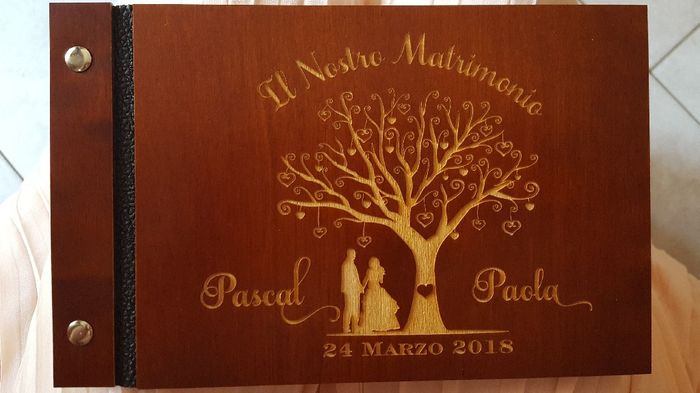 Il Nostro Matrimonio
Pascal Paola
24 Marzo 2018